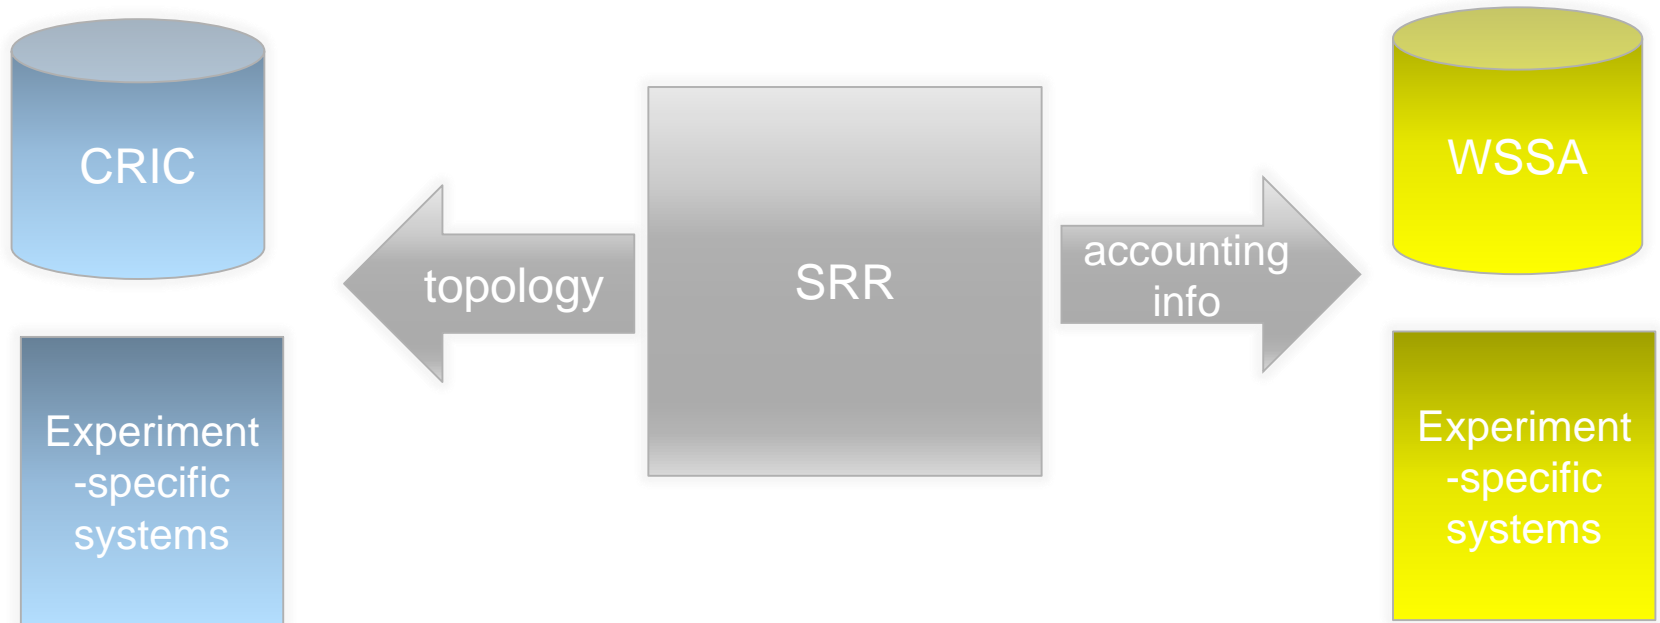 CRIC
Experiment
-specific
systems
topology
SRR
accounting
info
WSSA
Experiment
-specific
systems